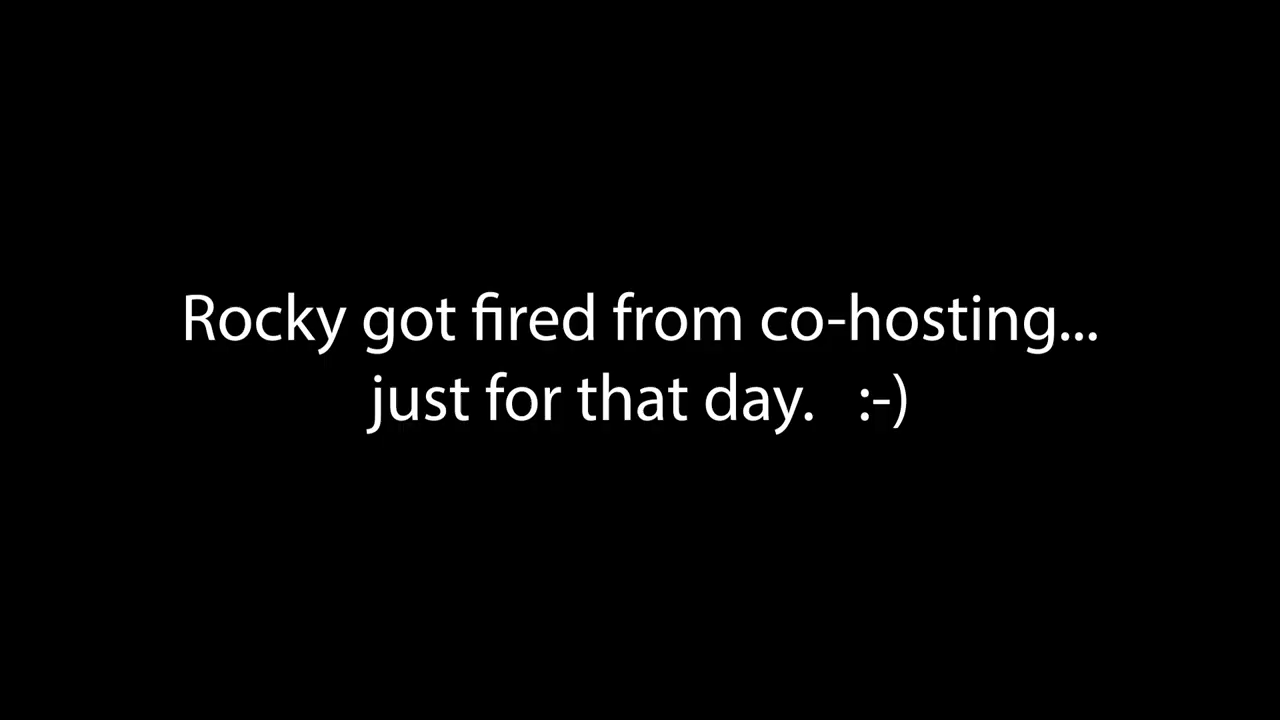 Rocky got fired from co-hosting...
just for that day.   :-)